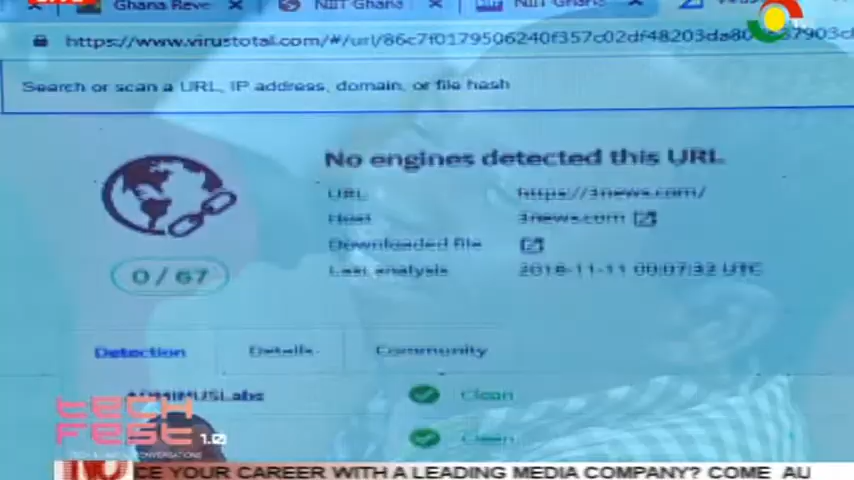 Ghana Reve
NIIT Ghana
NIIT Ghana
https://www.virustotal.com/#/url/86c7f0179506240f357c02df48203da80
Search or scan a URL, IP address, domain, or file hash
No engines detected this URL
URL https://3news.com/
Host 3news.com
Downloaded file
Last analysis 2018-11-11 00:07:32 UTC
0 / 67
Detection Details Community
ADMINUSLabs Clean
Clean
TECH
FEST 1.0
CE YOUR CAREER WITH A LEADING MEDIA COMPANY? COME AU